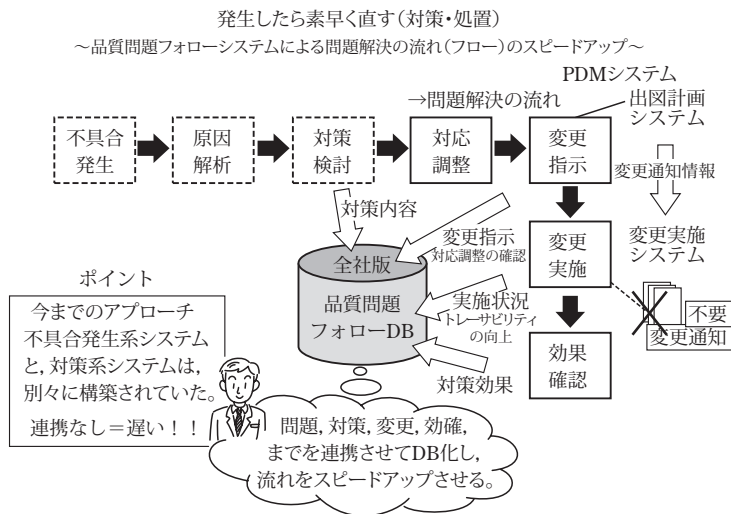 発生したら素早く直す(対策・処置)
～品質問題フォローシステムによる問題解決の流れ(フロー)のスピードアップ～
PDMシステム
→問題解決の流れ
出図計画
システム
不具合
発生
原因
解析
対策
検討
対応
調整
変更
指示
変更通知情報
対策内容
変更指示
対応調整の確認
変更
実施
変更実施
システム
全社版
品質問題
フォローDB
実施状況
トレーサビリティ
の向上
不要
変更通知
対策効果
効果
確認
ポイント
今までのアプローチ
不具合発生系システム
と，対策系システムは，
別々に構築されていた。
連携なし＝遅い！！
問題，対策，変更，効確，
までを連携させてDB化し，
流れをスピードアップさせる。